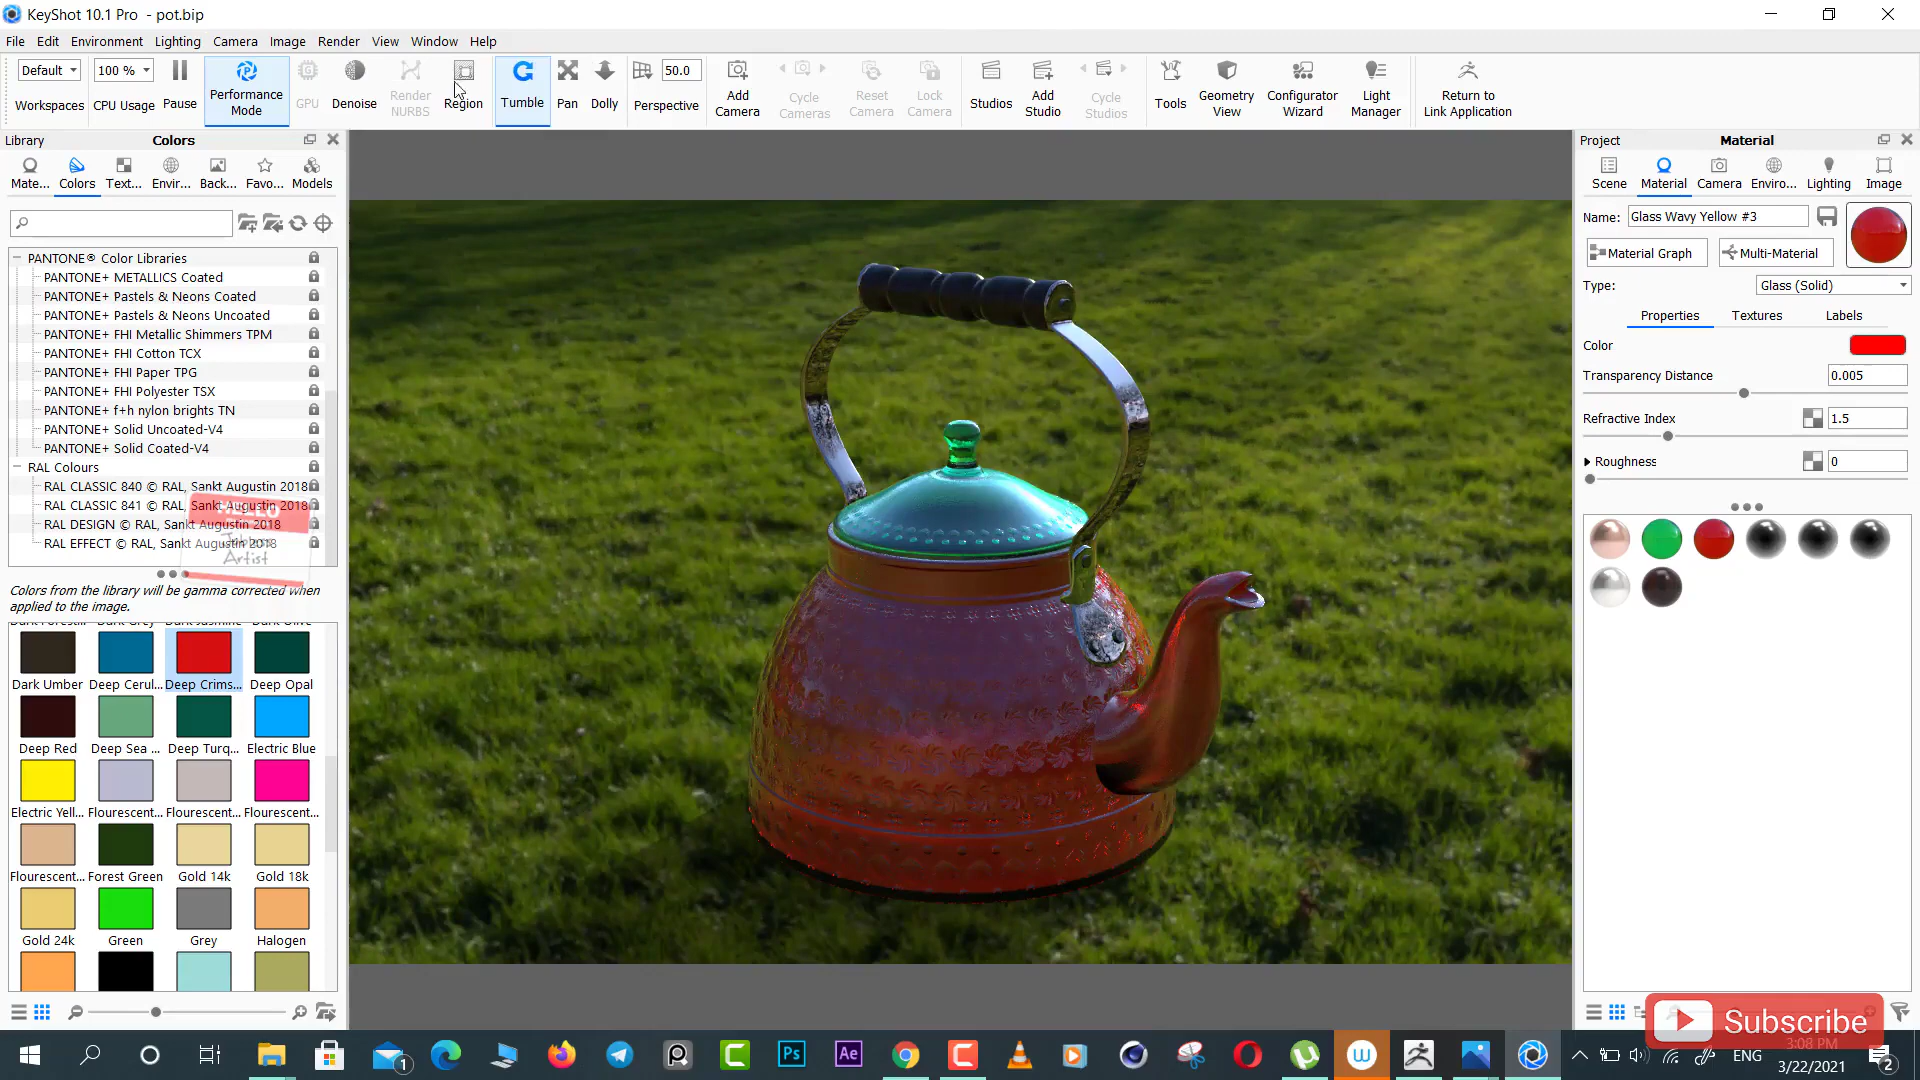 KeyShot 10.1 Pro - pot.bip
File Edit Environment Lighting Camera Image Render View Window Help
Default 100 % 50.0
Workspaces CPU Usage Pause Performance Mode GPU Denoise Render NURBS Region Tumble Pan Dolly Perspective Add Camera Cycle Cameras Reset Camera Lock Camera Studios Add Studio Cycle Studios Tools Geometry View Configurator Wizard Light Manager Return to Link Application
Library Colors
Mate... Colors Text... Envir... Back... Favo... Models
PANTONE® Color Libraries
PANTONE+ METALLICS Coated
PANTONE+ Pastels & Neons Coated
PANTONE+ Pastels & Neons Uncoated
PANTONE+ FHI Metallic Shimmers TPM
PANTONE+ FHI Cotton TCX
PANTONE+ FHI Paper TPG
PANTONE+ FHI Polyester TSX
PANTONE+ f+h nylon brights TN
PANTONE+ Solid Uncoated-V4
PANTONE+ Solid Coated-V4
RAL Colours
RAL CLASSIC 840 © RAL, Sankt Augustin 2018
RAL CLASSIC 841 © RAL, Sankt Augustin 2018
RAL DESIGN © RAL, Sankt Augustin 2018
RAL EFFECT © RAL, Sankt Augustin 2018
HELLO
Artist
Colors from the library will be gamma corrected when
applied to the image.
Dark Umber Deep Cerul... Deep Crims... Deep Opal
Deep Red Deep Sea ... Deep Turq... Electric Blue
Electric Yell... Flourescent... Flourescent... Flourescent...
Flourescent... Forest Green Gold 14k Gold 18k
Gold 24k Green Grey Halogen
Project Material
Scene Material Camera Enviro... Lighting Image
Name: Glass Wavy Yellow #3
Material Graph Multi-Material
Type: Glass (Solid)
Properties Textures Labels
Color
Transparency Distance 0.005
Refractive Index 1.5
Roughness 0
Subscribe
1 Ps Ae W ENG 3:08 PM
3/22/2021 2